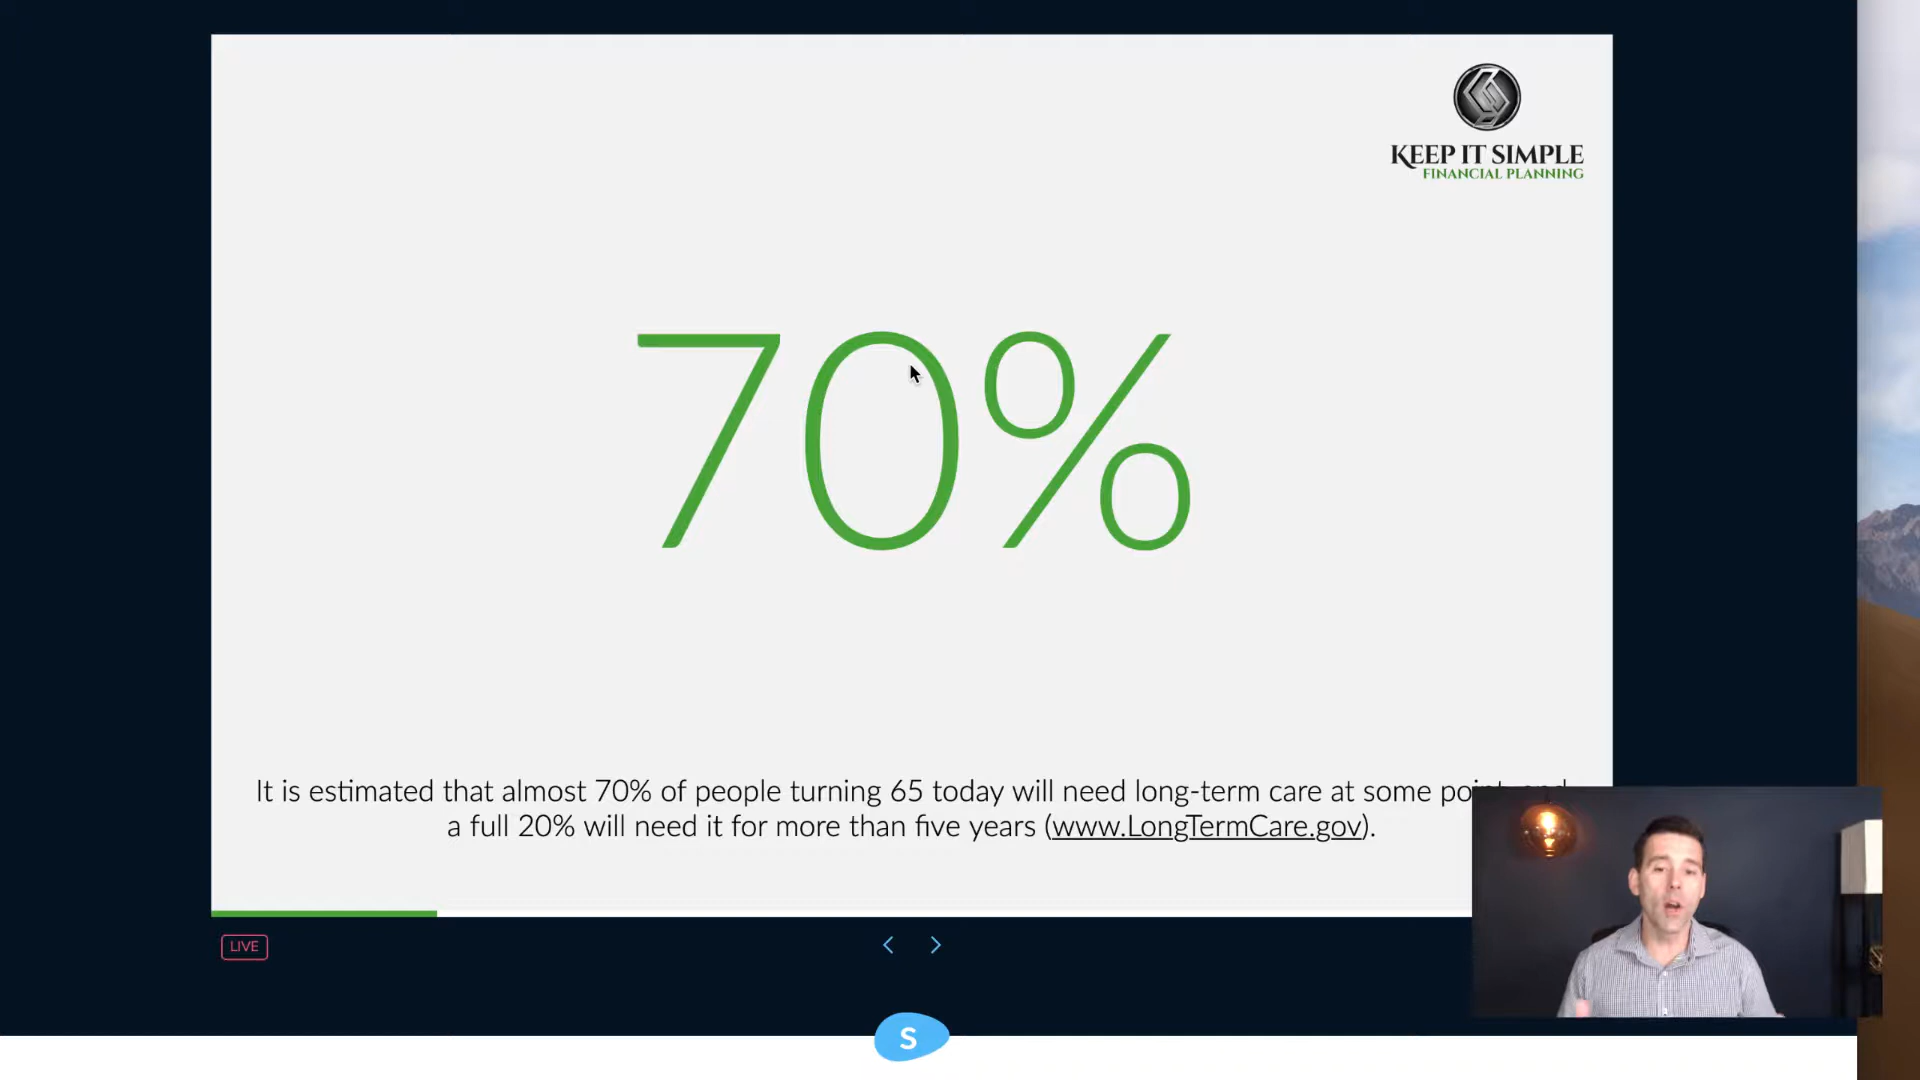 KEEP IT SIMPLE
FINANCIAL PLANNING
70%
It is estimated that almost 70% of people turning 65 today will need long-term care at some point and
a full 20% will need it for more than five years (www.LongTermCare.gov).
LIVE
S